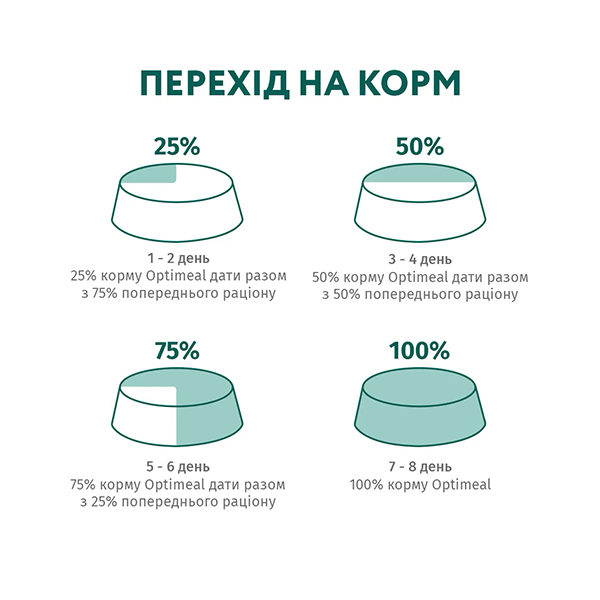 ПЕРЕХІД НА КОРМ
25%
1 - 2 день
25% корму Optimeal дати разом
з 75% попереднього раціону
50%
3 - 4 день
50% корму Optimeal дати разом
з 50% попереднього раціону
75%
5 - 6 день
75% корму Optimeal дати разом
з 25% попереднього раціону
100%
7 - 8 день
100% корму Optimeal